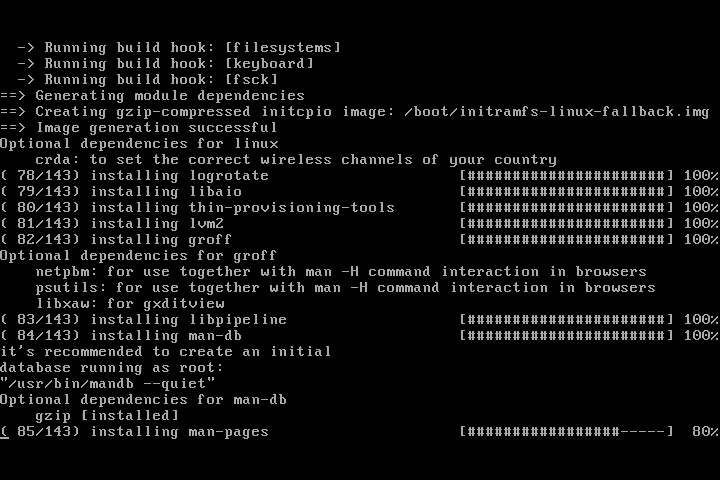 -> Running build hook: [filesystems]
  -> Running build hook: [keyboard]
  -> Running build hook: [fsck]
==> Generating module dependencies
==> Creating gzip-compressed initcpio image: /boot/initramfs-linux-fallback.img
==> Image generation successful
Optional dependencies for linux
    crda: to set the correct wireless channels of your country
( 78/143) installing logrotate                     [######################] 100%
( 79/143) installing libaio                        [######################] 100%
( 80/143) installing thin-provisioning-tools       [######################] 100%
( 81/143) installing lvm2                          [######################] 100%
( 82/143) installing groff                         [######################] 100%
Optional dependencies for groff
    netpbm: for use together with man -H command interaction in browsers
    psutils: for use together with man -H command interaction in browsers
    libxaw: for gxditview
( 83/143) installing libpipeline                   [######################] 100%
( 84/143) installing man-db                        [######################] 100%
it's recommended to create an initial
database running as root:
"/usr/bin/mandb --quiet"
Optional dependencies for man-db
    gzip [installed]
( 85/143) installing man-pages                     [#################-----]  80%